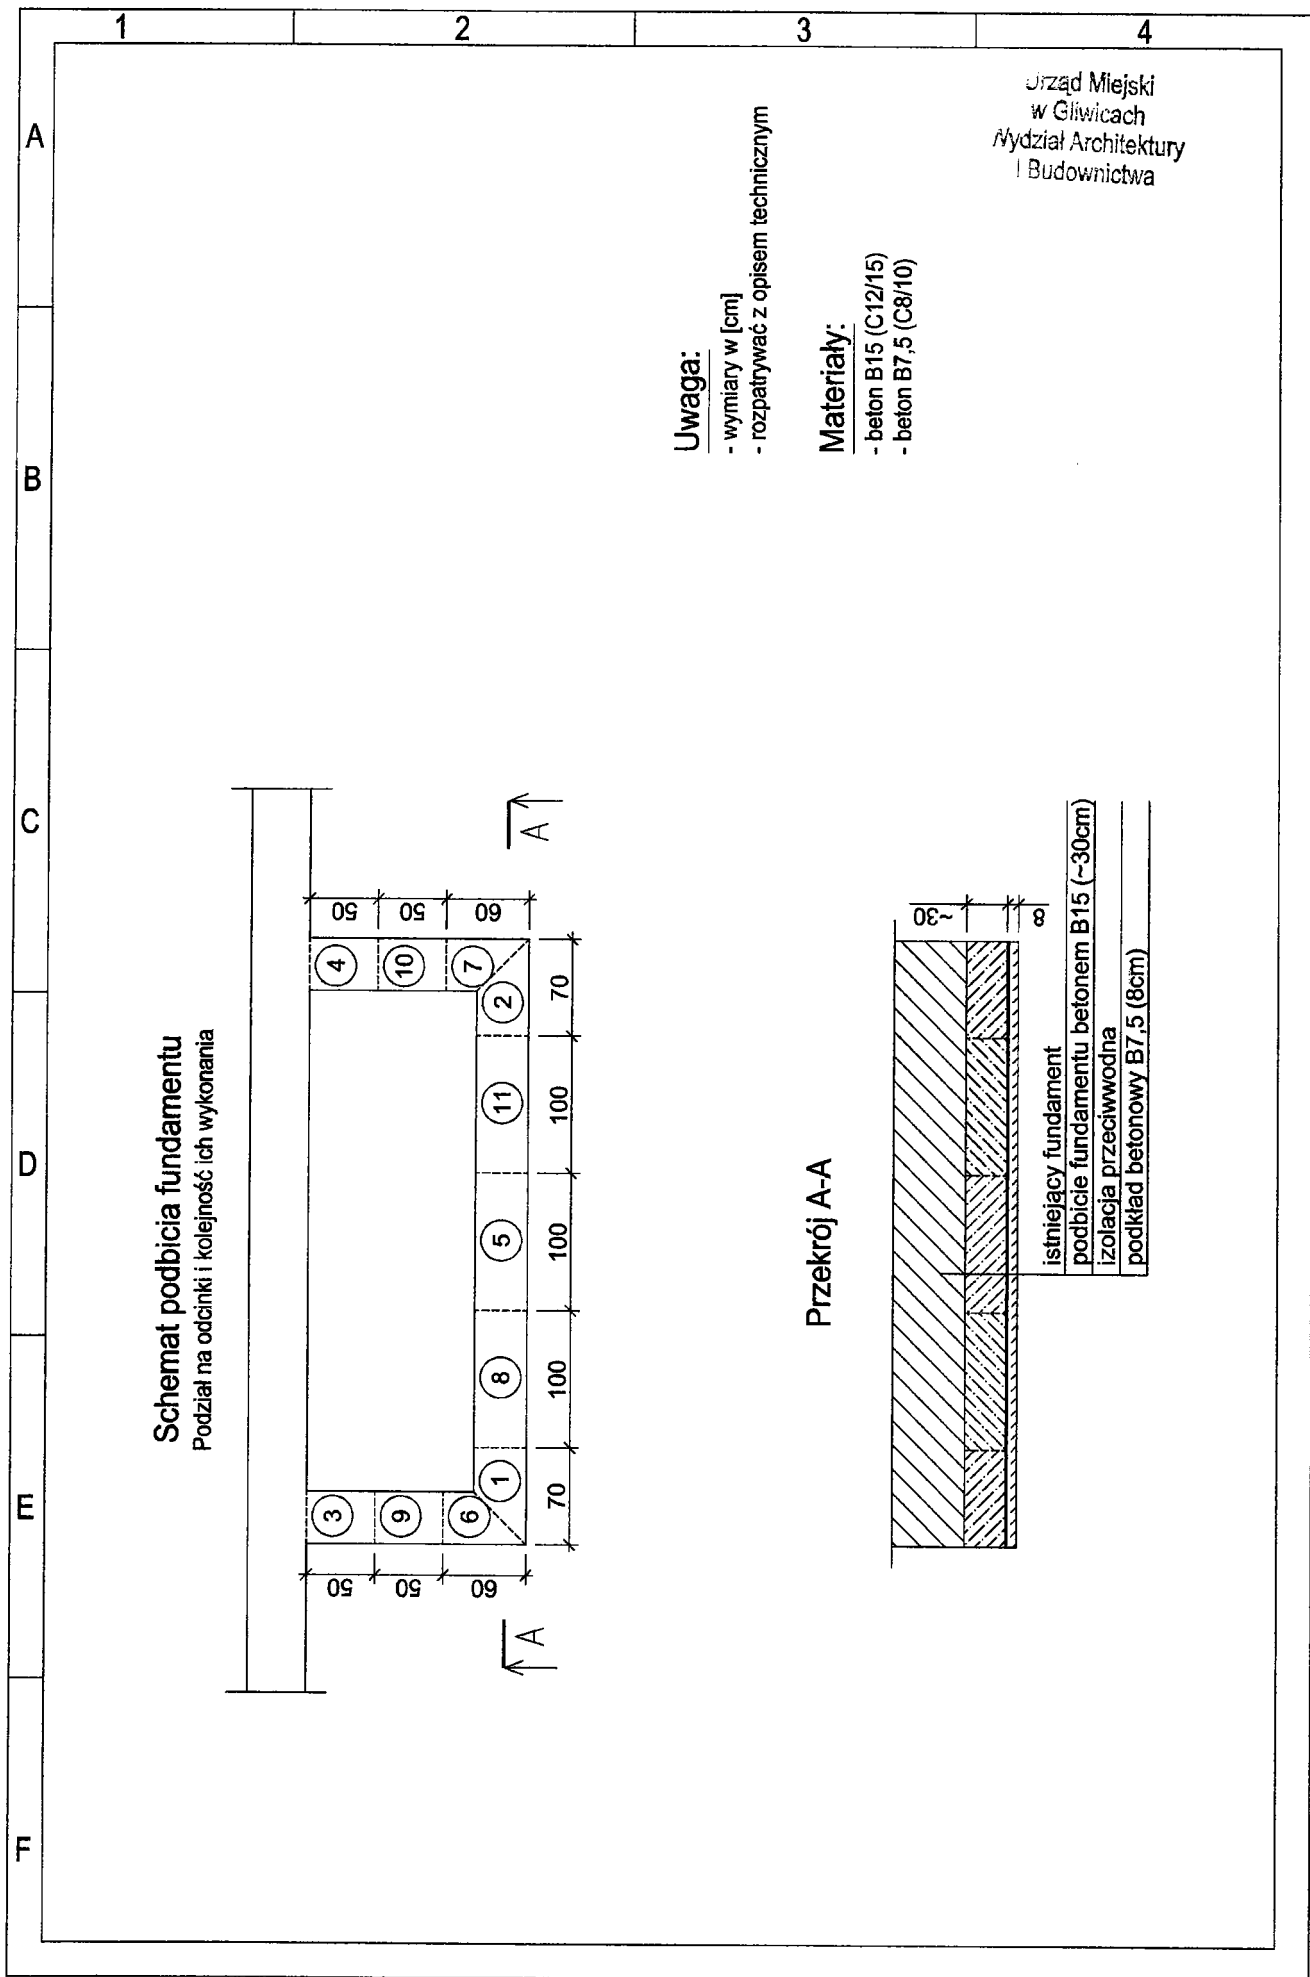 1
2
3
4
A
B
C
D
E
F
Urząd Miejski
w Gliwicach
Wydział Architektury
i Budownictwa
Schemat podbicia fundamentu
Podział na odcinki i kolejność ich wykonania
3
9
6
1
8
5
11
2
7
10
4
50
50
60
50
50
60
70
100
100
100
70
A
A
Przekrój A-A
~30
8
istniejący fundament
podbicie fundamentu betonem B15 (~30cm)
izolacja przeciwwodna
podkład betonowy B7,5 (8cm)
Uwaga:
- wymiary w [cm]
- rozpatrywać z opisem technicznym
Materiały:
- beton B15 (C12/15)
- beton B7,5 (C8/10)